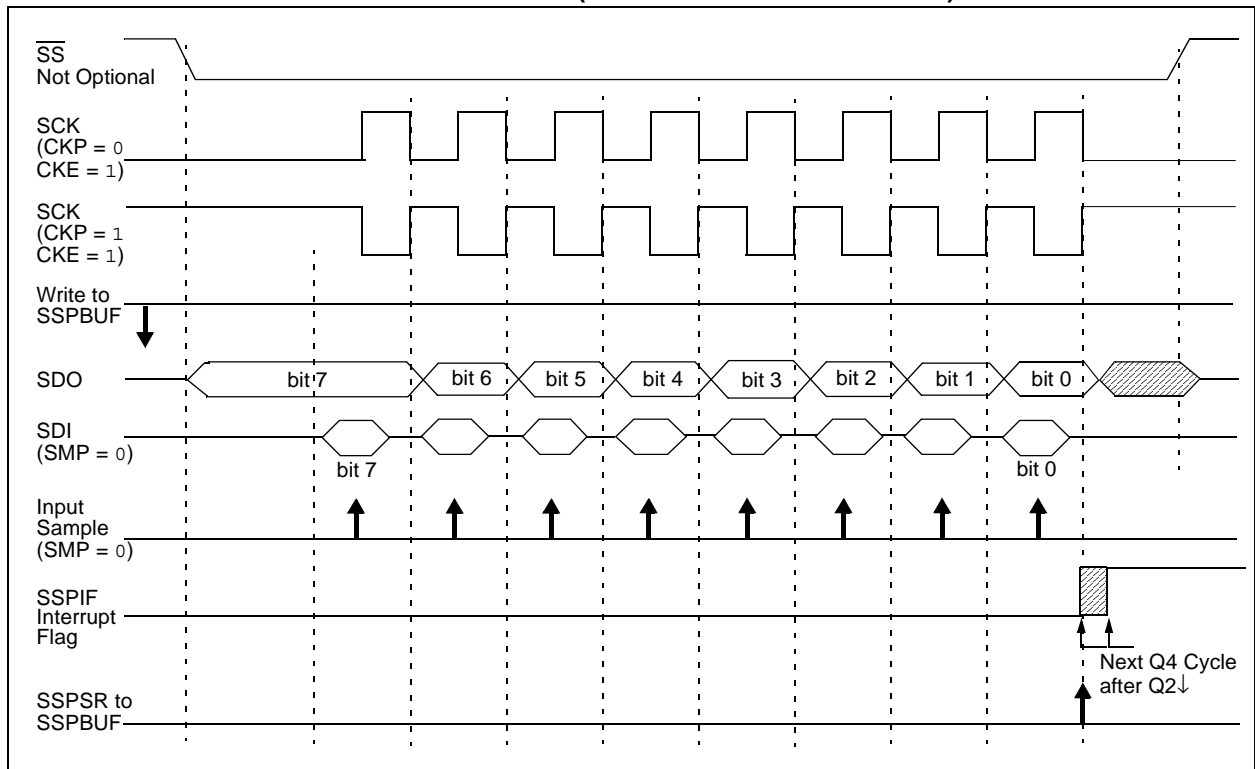 SS
Not Optional
SCK
(CKP = 0
CKE = 1)
SCK
(CKP = 1
CKE = 1)
Write to
SSPBUF
SDO
bit 7 bit 6 bit 5 bit 4 bit 3 bit 2 bit 1 bit 0
SDI
(SMP = 0)
bit 7 bit 0
Input
Sample
(SMP = 0)
SSPIF
Interrupt
Flag
Next Q4 Cycle
after Q2↓
SSPSR to
SSPBUF